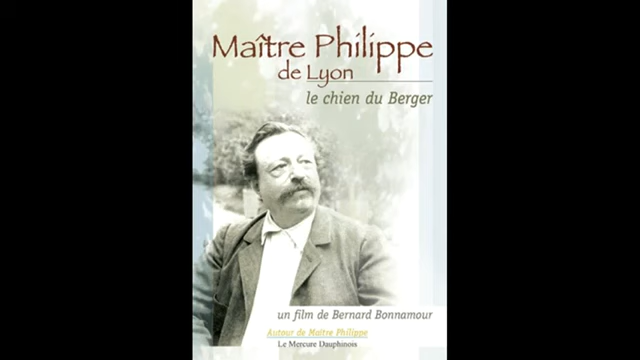 Maître Philippe
de Lyon
le chien du Berger
un film de Bernard Bonnamour
Autour de Maître Philippe
Le Mercure Dauphinois